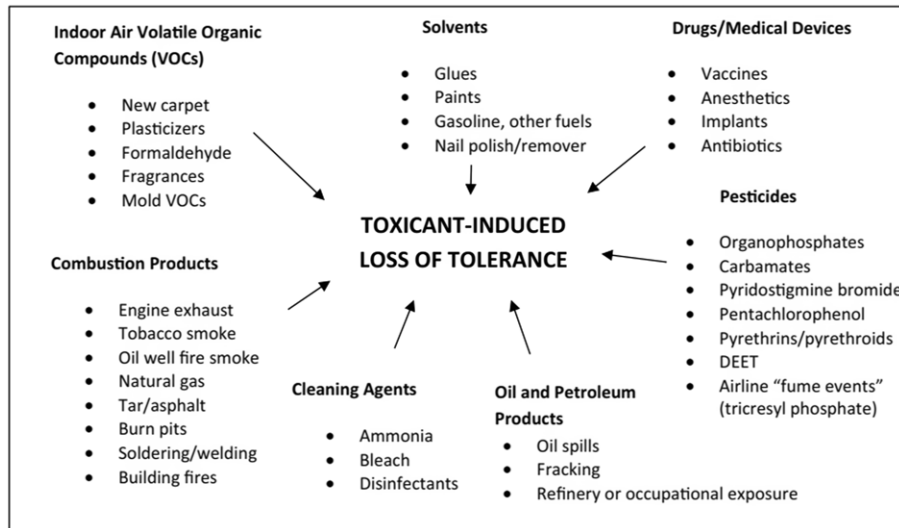 Indoor Air Volatile Organic
Compounds (VOCs)
• New carpet
• Plasticizers
• Formaldehyde
• Fragrances
• Mold VOCs
Solvents
• Glues
• Paints
• Gasoline, other fuels
• Nail polish/remover
Drugs/Medical Devices
• Vaccines
• Anesthetics
• Implants
• Antibiotics
TOXICANT-INDUCED
LOSS OF TOLERANCE
Pesticides
• Organophosphates
• Carbamates
• Pyridostigmine bromide
• Pentachlorophenol
• Pyrethrins/pyrethroids
• DEET
• Airline “fume events”
(tricresyl phosphate)
Combustion Products
• Engine exhaust
• Tobacco smoke
• Oil well fire smoke
• Natural gas
• Tar/asphalt
• Burn pits
• Soldering/welding
• Building fires
Cleaning Agents
• Ammonia
• Bleach
• Disinfectants
Oil and Petroleum
Products
• Oil spills
• Fracking
• Refinery or occupational exposure